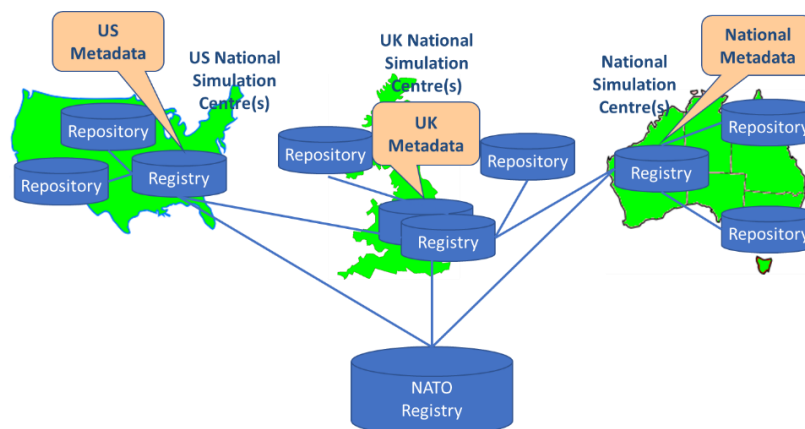 US
Metadata
US National
Simulation
Centre(s)
Repository
Repository
Registry
UK National
Simulation
Centre(s)
UK
Metadata
Repository
Repository
Registry
National
Metadata
National
Simulation
Centre(s)
Repository
Registry
Repository
NATO
Registry